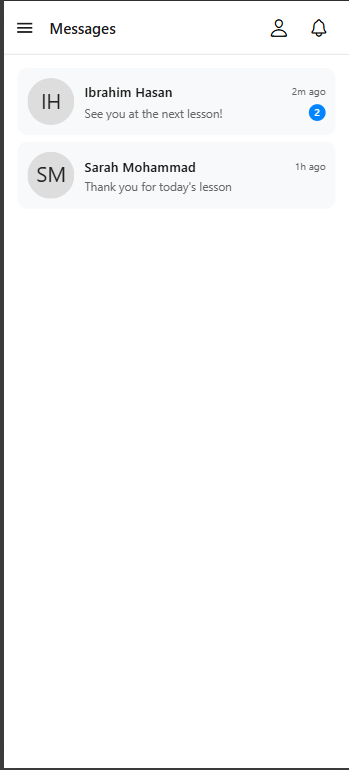 Messages
IH
Ibrahim Hasan
2m ago
See you at the next lesson!
2
SM
Sarah Mohammad
1h ago
Thank you for today's lesson